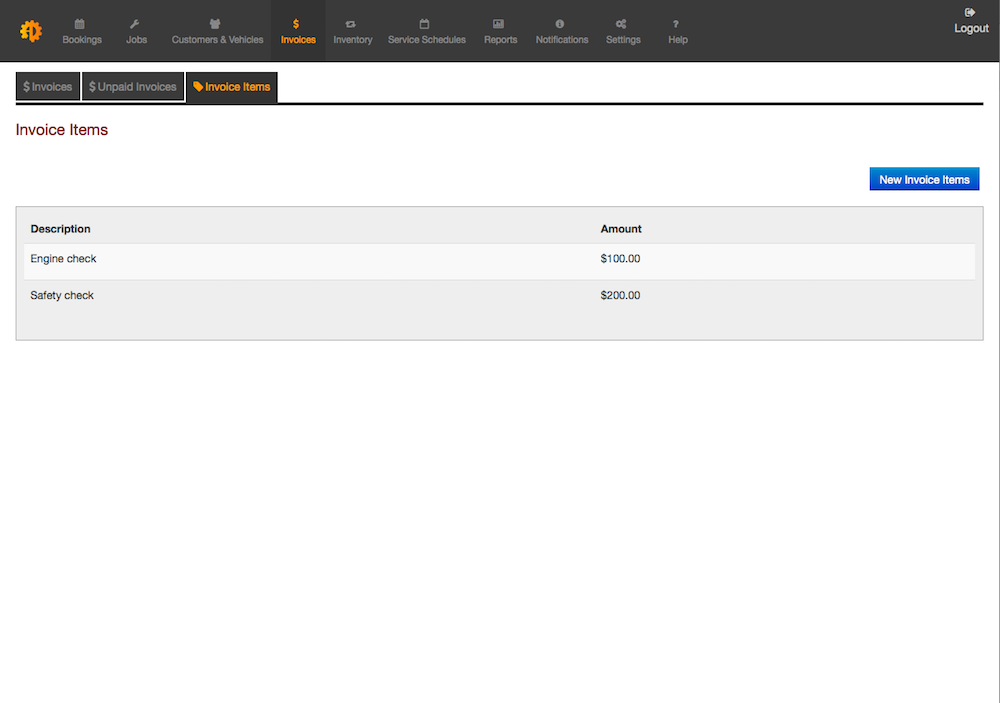 Bookings Jobs Customers & Vehicles $ Invoices Inventory Service Schedules Reports Notifications Settings ? Help Logout
$ Invoices $ Unpaid Invoices Invoice Items
Invoice Items
New Invoice Items
Description Amount
Engine check $100.00
Safety check $200.00